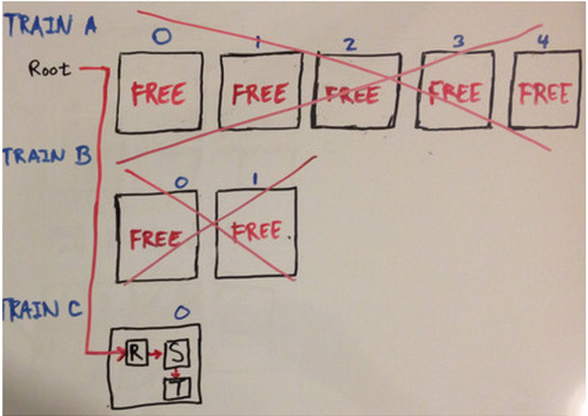 TRAIN A
0 1 2 3 4
Root
FREE FREE FREE FREE FREE
TRAIN B
0 1
FREE FREE
TRAIN C
0
R S
T